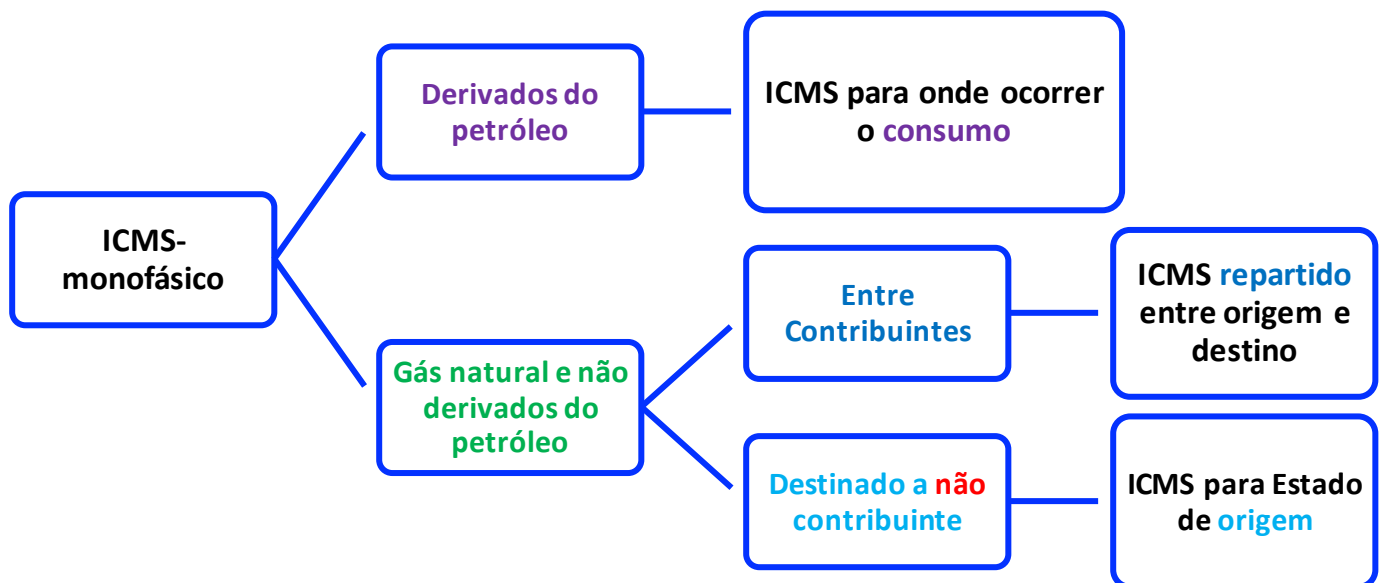 ICMS-
monofásico
Derivados do
petróleo
ICMS para onde ocorrer
o consumo
Gás natural e não
derivados do
petróleo
Entre
Contribuintes
ICMS repartido
entre origem e
destino
Destinado a não
contribuinte
ICMS para Estado
de origem